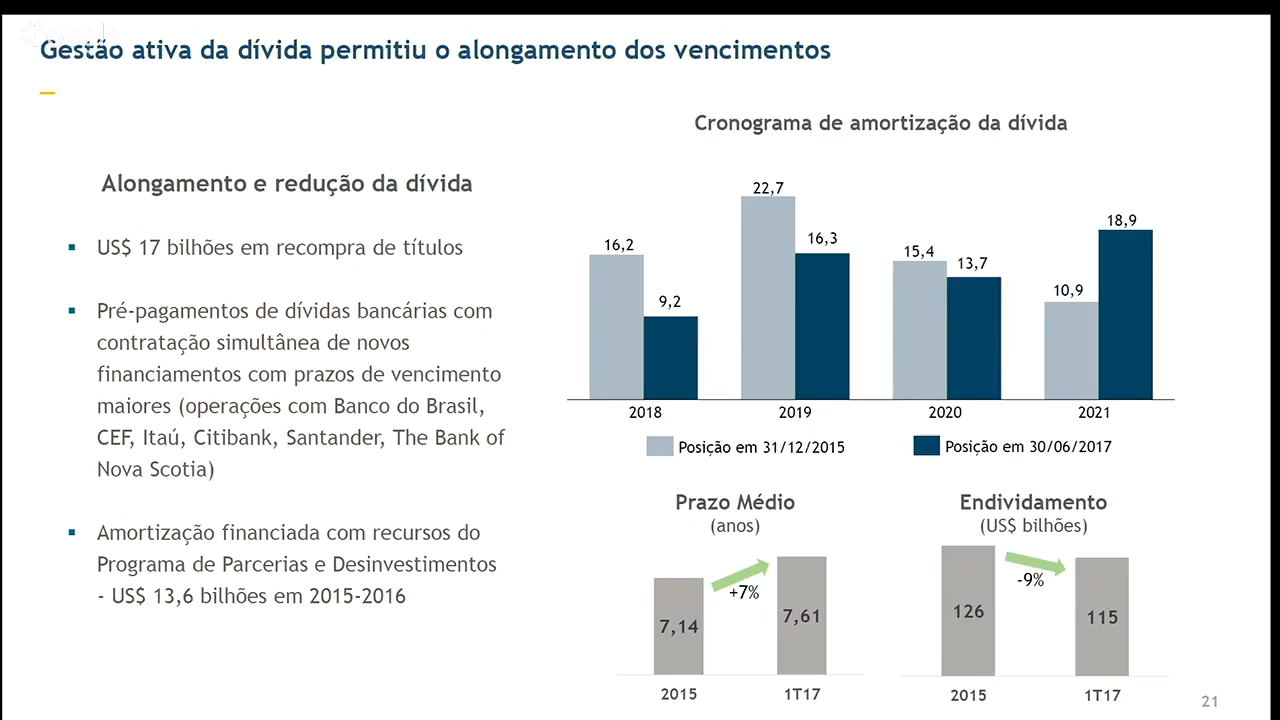 Gestão ativa da dívida permitiu o alongamento dos vencimentos
Alongamento e redução da dívida
▪ US$ 17 bilhões em recompra de títulos
▪ Pré-pagamentos de dívidas bancárias com
contratação simultânea de novos
financiamentos com prazos de vencimento
maiores (operações com Banco do Brasil,
CEF, Itaú, Citibank, Santander, The Bank of
Nova Scotia)
▪ Amortização financiada com recursos do
Programa de Parcerias e Desinvestimentos
- US$ 13,6 bilhões em 2015-2016
Cronograma de amortização da dívida
16,2
9,2
22,7
16,3
15,4
13,7
10,9
18,9
2018 2019 2020 2021
Posição em 31/12/2015 Posição em 30/06/2017
Prazo Médio
(anos)
+7%
7,14
7,61
2015 1T17
Endividamento
(US$ bilhões)
-9%
126
115
2015 1T17
21